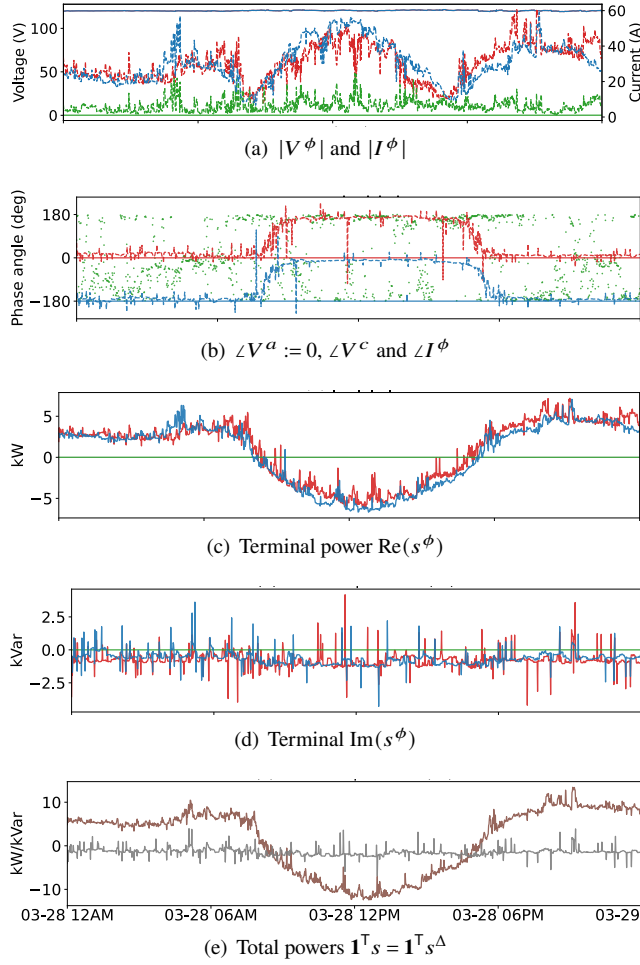 Voltage (V)
100
50
0
60
40
20
0
Current (A)
(a) |V^ϕ| and |I^ϕ|
Phase angle (deg)
180
0
−180
(b) ∠V^a := 0, ∠V^c and ∠I^ϕ
kW
5
0
−5
(c) Terminal power Re(s^ϕ)
kVar
2.5
0.0
−2.5
(d) Terminal Im(s^ϕ)
kW/kVar
10
0
−10
03-28 12AM 03-28 06AM 03-28 12PM 03-28 06PM 03-29
(e) Total powers 1^⊤ s = 1^⊤ s^Δ